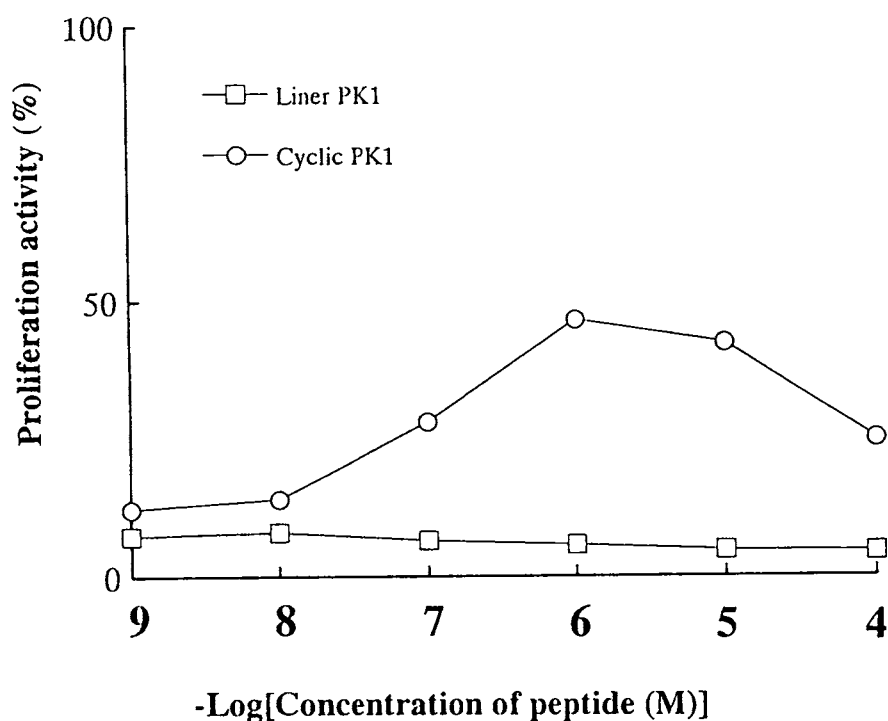 100
Liner PK1
Cyclic PK1
Proliferation activity (%)
50
0
9 8 7 6 5 4
-Log[Concentration of peptide (M)]